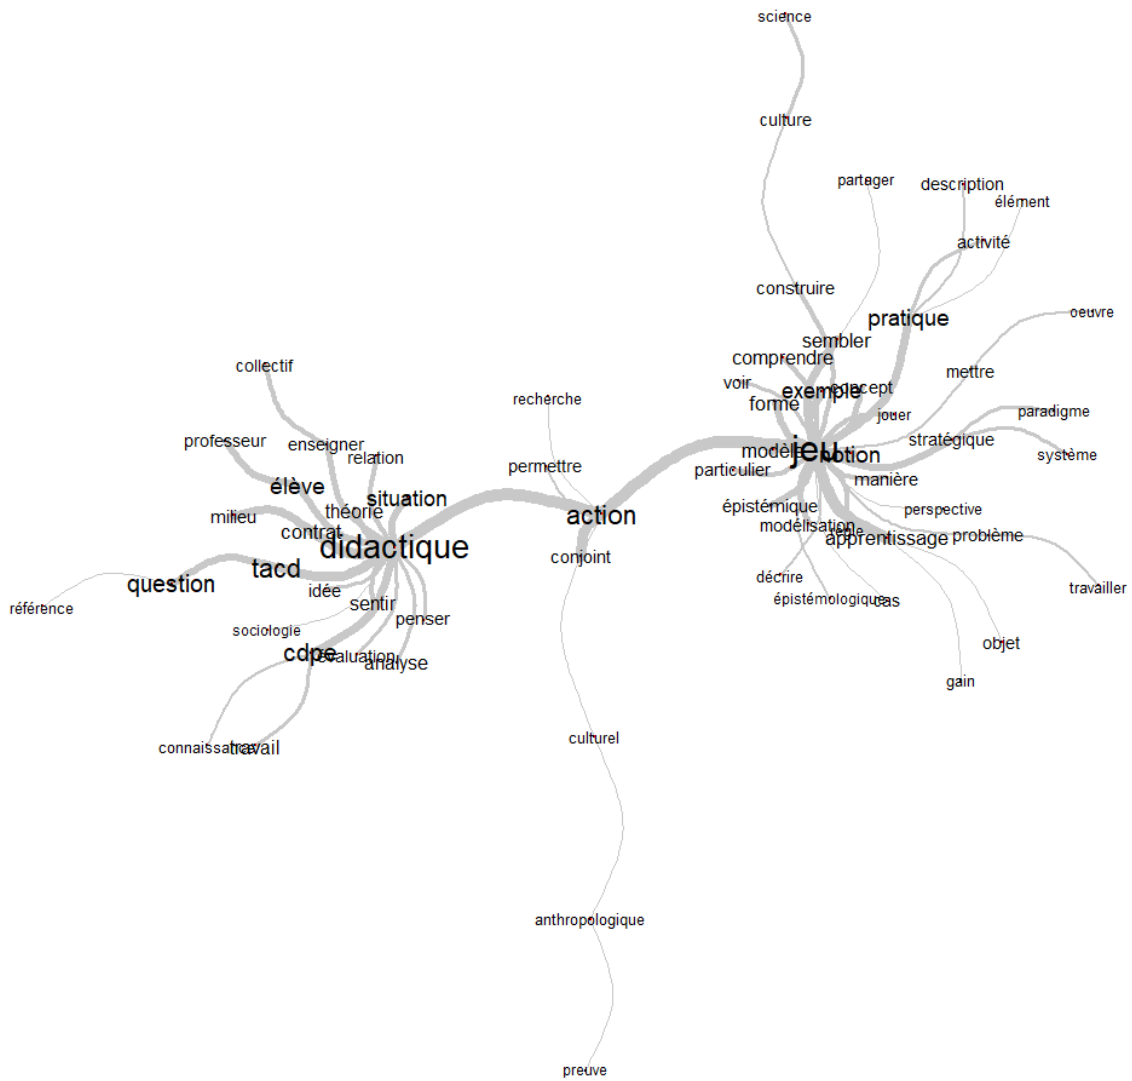 science
culture
partager
description
élément
activité
construire
oeuvre
pratique
sembler
comprendre
collectif
mettre
voir
exemple
concept
recherche
forme
paradigme
jouer
professeur
enseigner
stratégique
relation
modèle
jeu
notion
système
permettre
particulier
manière
élève
situation
épistémique
théorie
perspective
milieu
action
modélisation
règle
contrat
apprentissage
problème
didactique
conjoint
tacd
décrire
question
idée
travailler
épistémologique
cas
sentir
référence
penser
sociologie
objet
cdpe
évaluation
analyse
gain
culturel
connaissance
travail
anthropologique
preuve